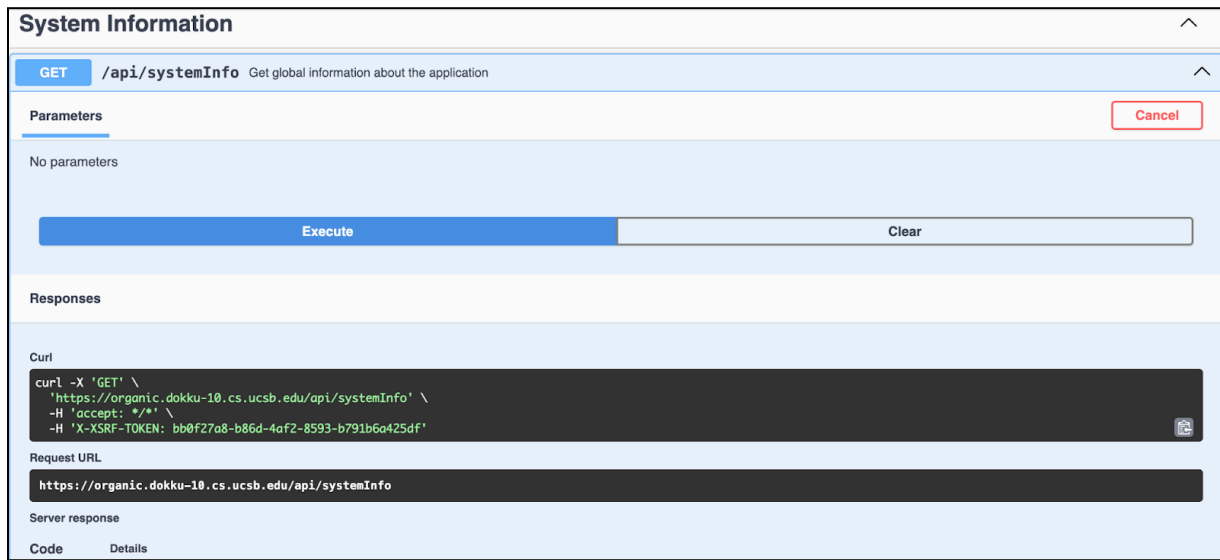 System Information
GET /api/systemInfo Get global information about the application
Parameters
Cancel
No parameters
Execute
Clear
Responses
Curl
curl -X 'GET' \
'https://organic.dokku-10.cs.ucsb.edu/api/systemInfo' \
-H 'accept: */*' \
-H 'X-XSRF-TOKEN: bb0f27a8-b86d-4af2-8593-b791b6a425df'
Request URL
https://organic.dokku-10.cs.ucsb.edu/api/systemInfo
Server response
Code Details